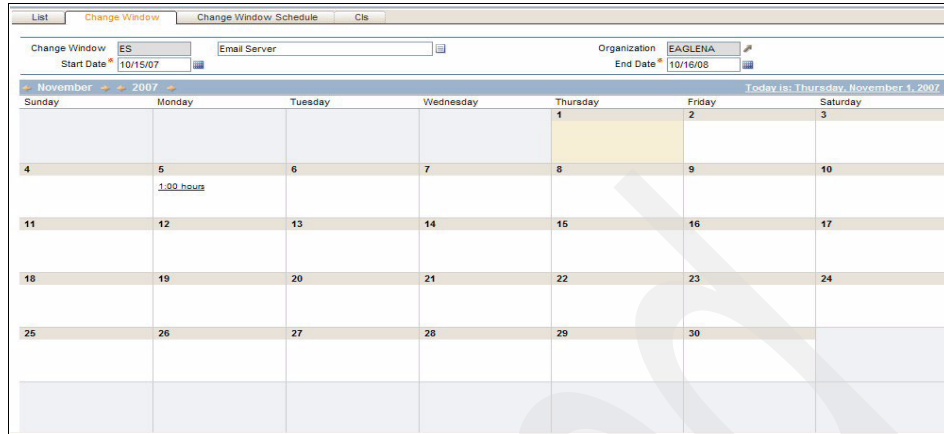 List Change Window Change Window Schedule CIs
Change Window ES Email Server Organization EAGLENA
Start Date* 10/15/07 End Date* 10/16/08
November 2007 Today is: Thursday, November 1, 2007
Sunday Monday Tuesday Wednesday Thursday Friday Saturday
1 2 3
4 5 6 7 8 9 10
1:00 hours
11 12 13 14 15 16 17
18 19 20 21 22 23 24
25 26 27 28 29 30